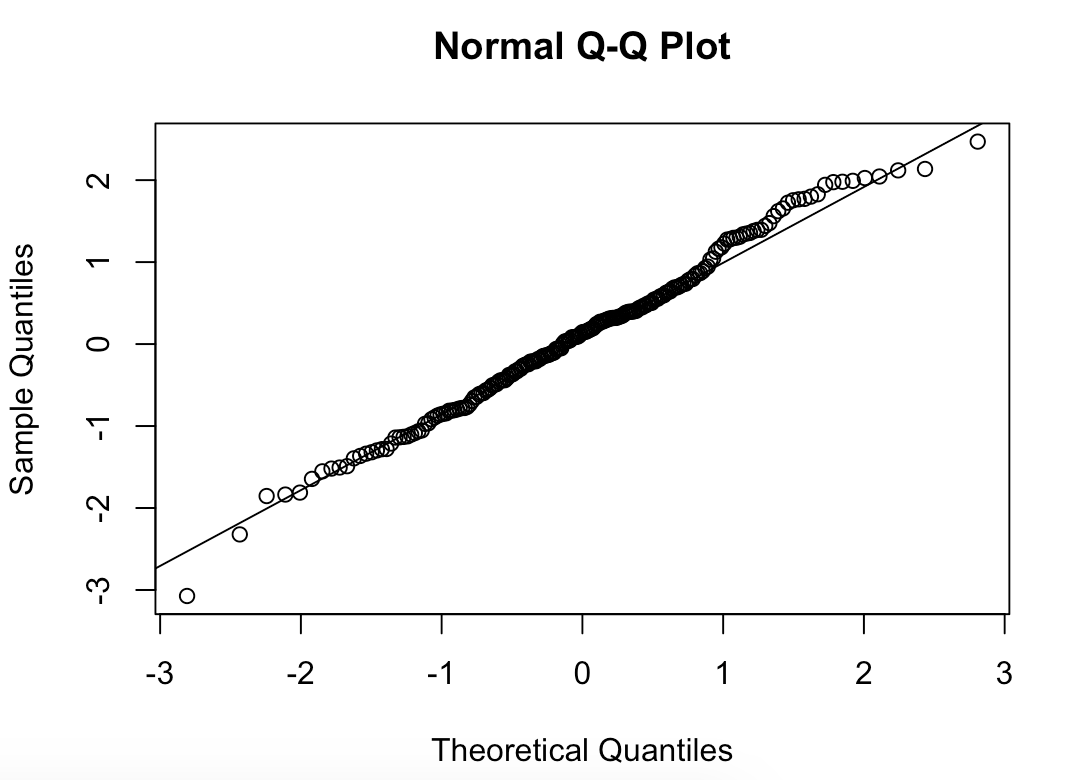 Normal Q-Q Plot
Sample Quantiles
2
1
0
-1
-2
-3
-3 -2 -1 0 1 2 3
Theoretical Quantiles